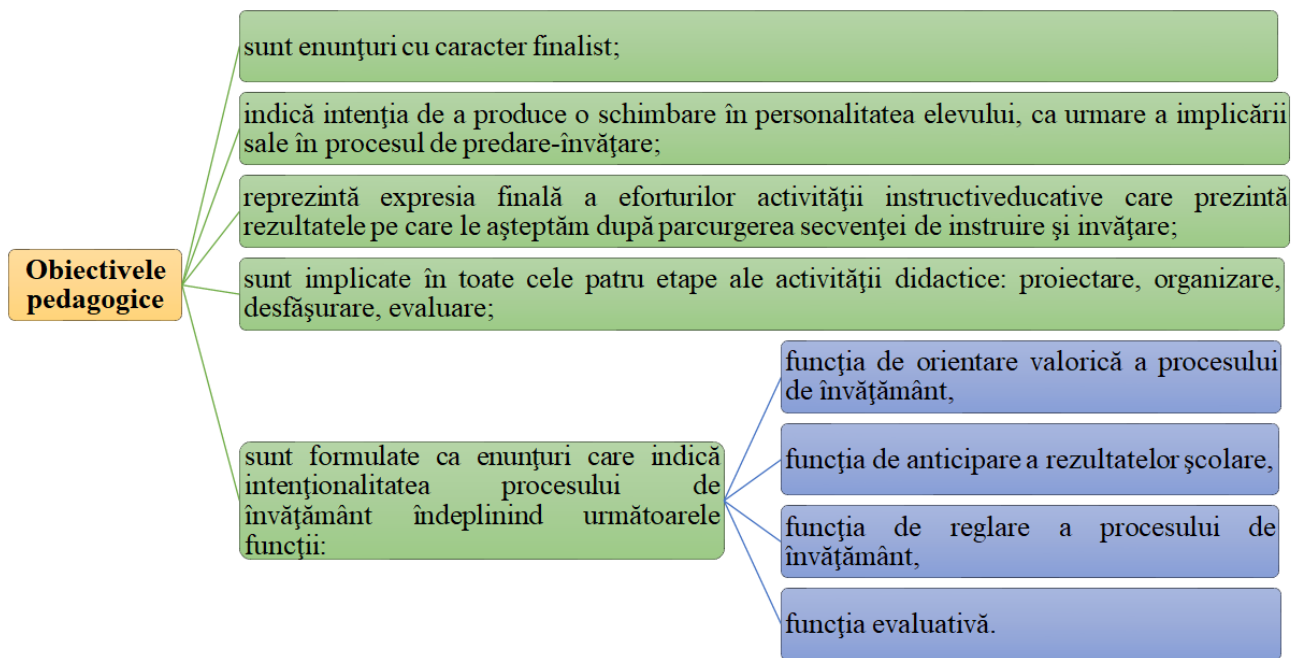 sunt enunţuri cu caracter finalist;
indică intenţia de a produce o schimbare în personalitatea elevului, ca urmare a implicării
sale în procesul de predare-învăţare;
reprezintă expresia finală a eforturilor activităţii instructiveducative care prezintă
rezultatele pe care le aşteptăm după parcurgerea secvenţei de instruire şi invăţare;
Obiectivele
pedagogice
sunt implicate în toate cele patru etape ale activităţii didactice: proiectare, organizare,
desfăşurare, evaluare;
sunt formulate ca enunţuri care indică
intenţionalitatea procesului de
învăţământ îndeplinind următoarele
funcţii:
funcţia de orientare valorică a procesului
de învăţământ,
funcţia de anticipare a rezultatelor şcolare,
funcţia de reglare a procesului de
învăţământ,
funcţia evaluativă.